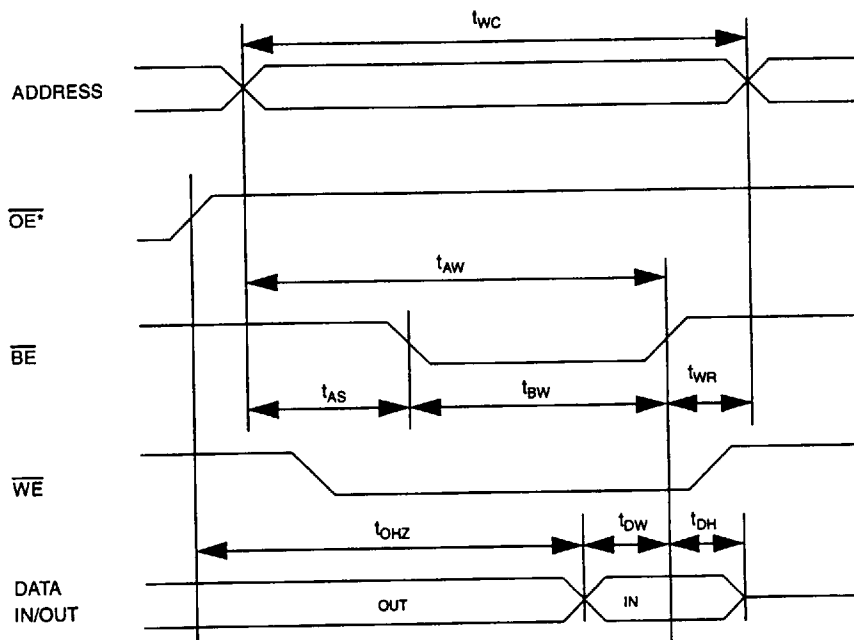 tWC
ADDRESS
OE*
tAW
BE
tAS
tBW
tWR
WE
tOHZ
tDW
tDH
DATA
IN/OUT
OUT
IN